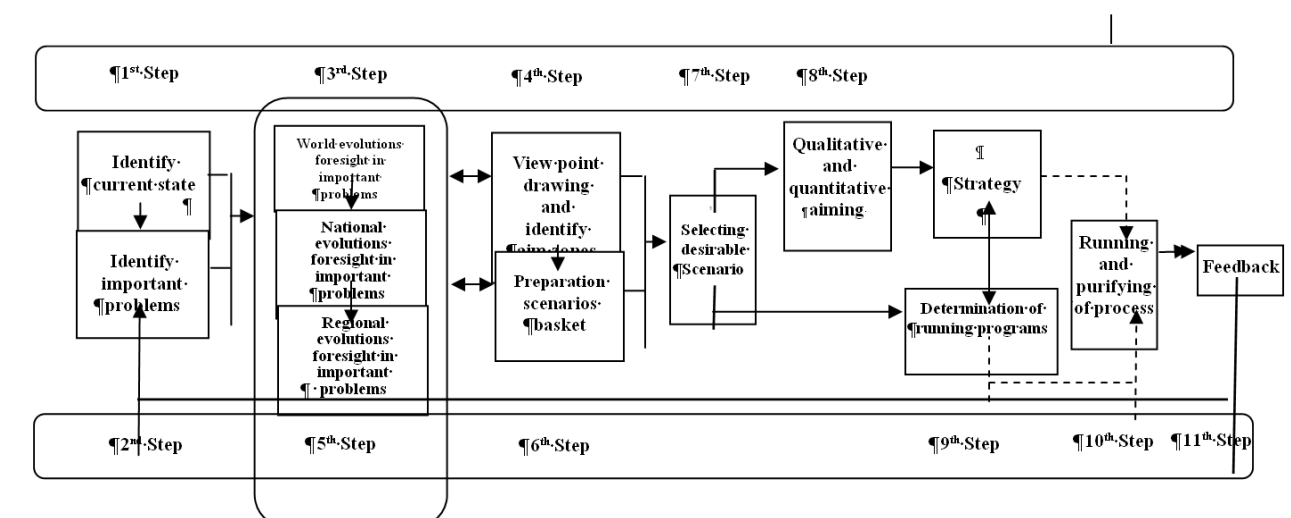 ¶1st·Step
¶3rd·Step
¶4th·Step
¶7th·Step
¶8th·Step
Identify·
¶current·state
¶
Identify·
important·
¶problems
World·evolutions·
foresight·in·
important·
¶problems
National·
evolutions·
foresight·in·
important·
¶problems
Regional·
evolutions·
foresight·in·
important·
¶·problems
View·point·
drawing·
and·
identify·
¶aim·zones
Preparation·
scenarios·
¶basket
Selecting·
desirable·
¶Scenario
Qualitative·
and·
quantitative·
¶aiming·
¶
¶Strategy
¶
Determination·of·
¶running·programs
Running·
and·
purifying·
of·process
Feedback
¶2nd·Step
¶5th·Step
¶6th·Step
¶9th·Step
¶10th·Step
¶11th·Step